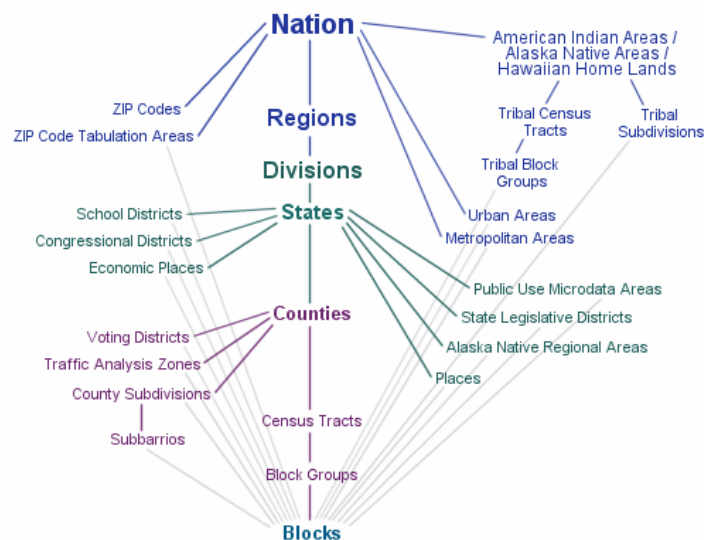 Nation
American Indian Areas /
Alaska Native Areas /
Hawaiian Home Lands
ZIP Codes
ZIP Code Tabulation Areas
Regions
Tribal Census
Tracts
Tribal
Subdivisions
Divisions
Tribal Block
Groups
School Districts
States
Urban Areas
Congressional Districts
Metropolitan Areas
Economic Places
Public Use Microdata Areas
Counties
State Legislative Districts
Voting Districts
Alaska Native Regional Areas
Traffic Analysis Zones
Places
County Subdivisions
Census Tracts
Subbarrios
Block Groups
Blocks